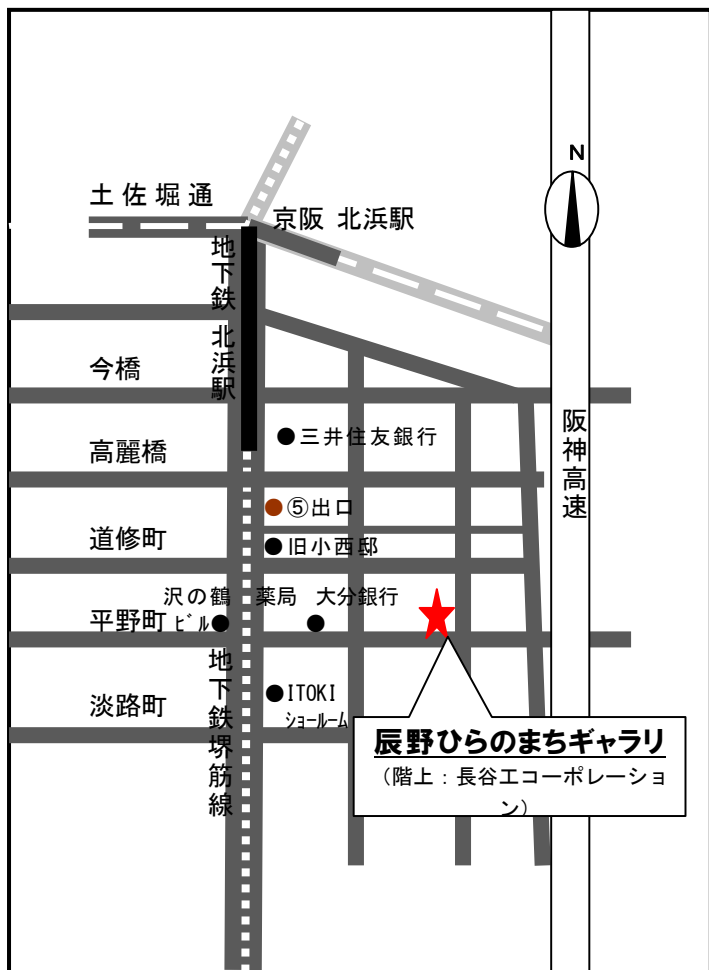 N
土佐堀通
京阪 北浜駅
地下鉄 北浜駅
今橋
阪神高速
●三井住友銀行
高麗橋
●⑤出口
道修町
●旧小西邸
沢の鶴 薬局 大分銀行
平野町 ﾋﾞﾙ● ●
地下鉄堺筋線
●ITOKI
淡路町
ｼｮｰﾙｰﾑ
辰野ひらのまちギャラリ
（階上：長谷エコーポレーショ
ン）